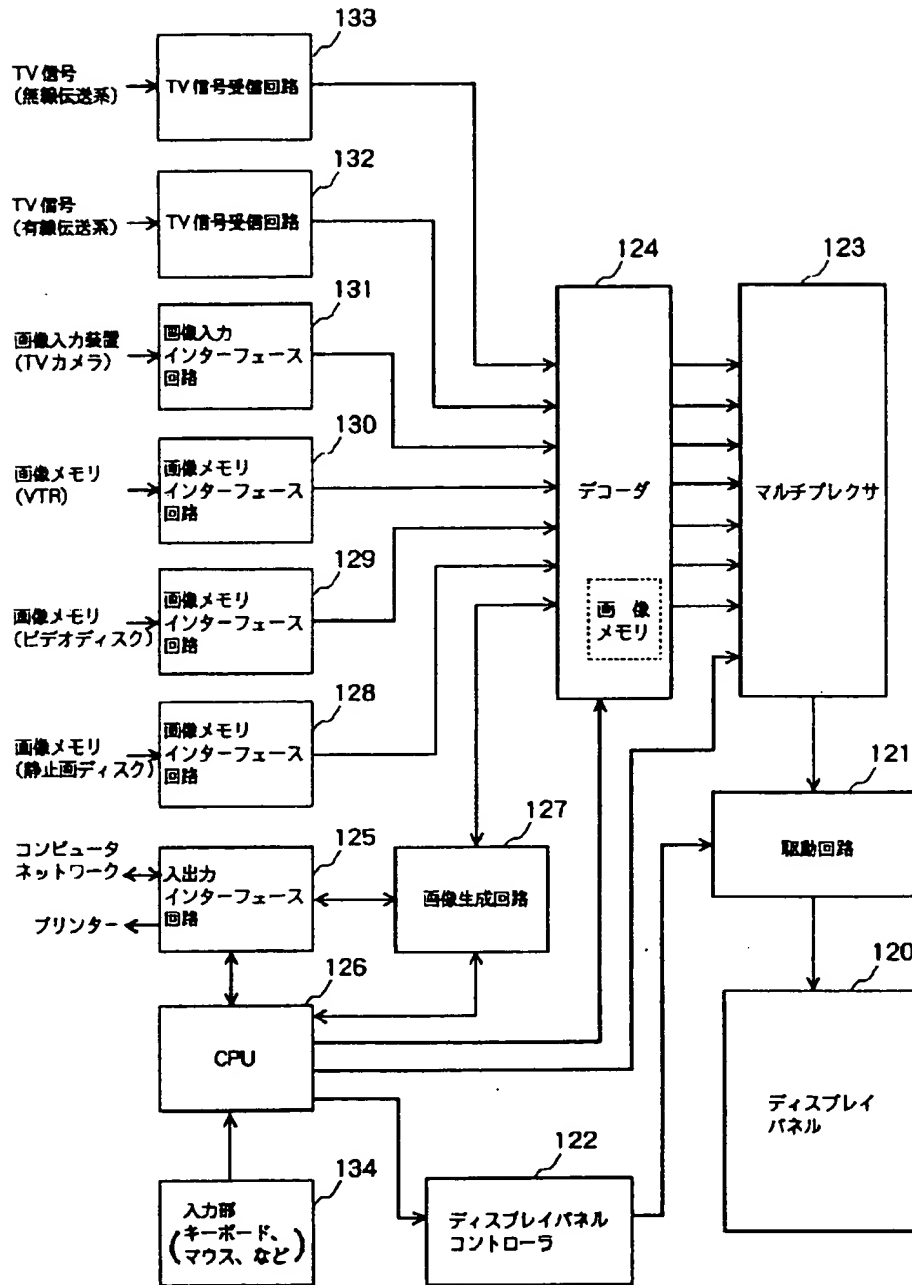 133
TV信号
(無線伝送系)
TV信号受信回路
132
TV信号
(有線伝送系)
TV信号受信回路
131
画像入力装置
(TVカメラ)
画像入力
インターフェース
回路
130
画像メモリ
(VTR)
画像メモリ
インターフェース
回路
129
画像メモリ
(ビデオディスク)
画像メモリ
インターフェース
回路
128
画像メモリ
(静止画ディスク)
画像メモリ
インターフェース
回路
124
デコーダ
画 像
メモリ
123
マルチプレクサ
125
コンピュータ
ネットワーク
プリンター
入出力
インターフェース
回路
127
画像生成回路
121
駆動回路
126
CPU
120
ディスプレイ
パネル
134
入力部
(キーボード、
マウス、など)
122
ディスプレイパネル
コントローラ